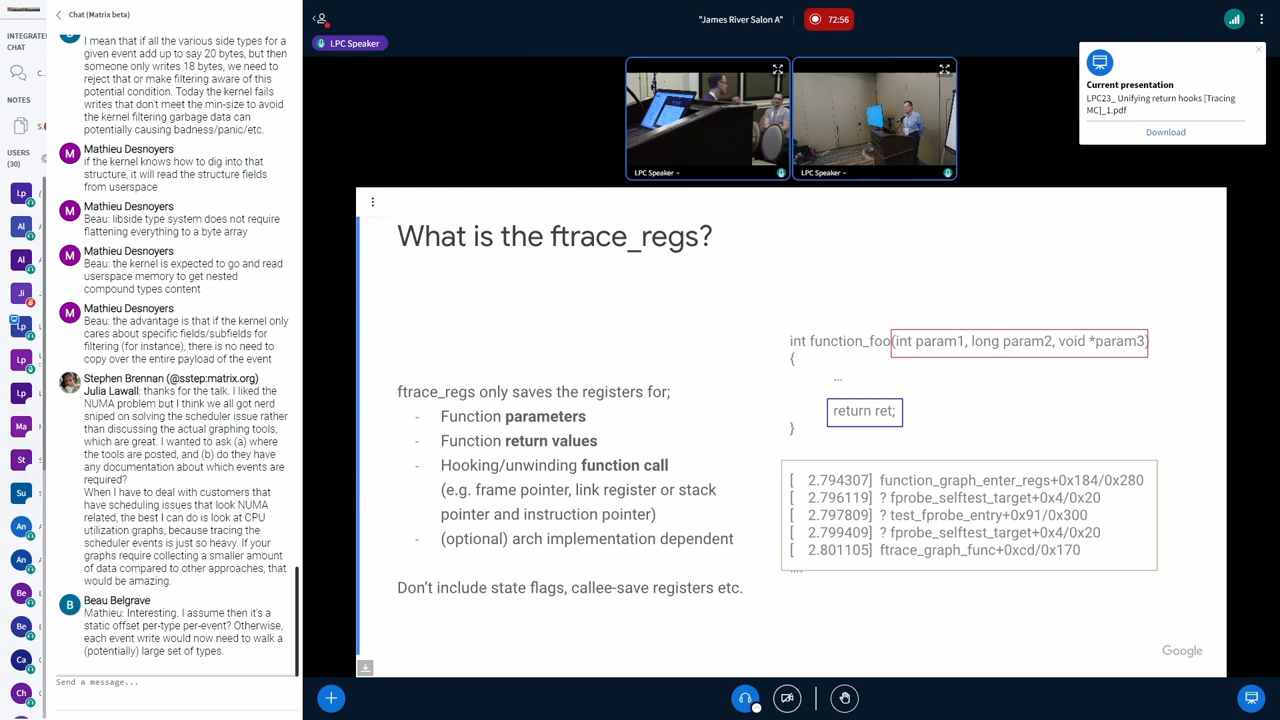 INTEGRATE
CHAT
C.
NOTES
S.
USERS
(30)
Lp
Al
Al
Ji
Lp
Lp
La
Ma
St
Su
An
An
Be
Be
Ca
Ch
Chat (Matrix beta)
B
I mean that if all the various side types for a
given event add up to say 20 bytes, but then
someone only writes 18 bytes, we need to
reject that or make filtering aware of this
potential condition. Today the kernel fails
writes that don't meet the min-size to avoid
the kernel filtering garbage data can
potentially causing badness/panic/etc.
M
Mathieu Desnoyers
if the kernel knows how to dig into that
structure, it will read the structure fields
from userspace
M
Mathieu Desnoyers
Beau: libside type system does not require
flattening everything to a byte array
M
Mathieu Desnoyers
Beau: the kernel is expected to go and read
userspace memory to get nested
compound types content
M
Mathieu Desnoyers
Beau: the advantage is that if the kernel only
cares about specific fields/subfields for
filtering (for instance), there is no need to
copy over the entire payload of the event
Stephen Brennan (@sstep:matrix.org)
Julia Lawall: thanks for the talk. I liked the
NUMA problem but I think we all got nerd
sniped on solving the scheduler issue rather
than discussing the actual graphing tools,
which are great. I wanted to ask (a) where
the tools are posted, and (b) do they have
any documentation about which events are
required?
When I have to deal with customers that
have scheduling issues that look NUMA
related, the best I can do is look at CPU
utilization graphs, because tracing the
scheduler events is just so heavy. If your
graphs require collecting a smaller amount
of data compared to other approaches, that
would be amazing.
B
Beau Belgrave
Mathieu: Interesting. I assume then it's a
static offset per-type per-event? Otherwise,
each event write would now need to walk a
(potentially) large set of types.
Send a message...
"James River Salon A"
72:56
LPC Speaker
LPC Speaker
LPC Speaker
Current presentation
LPC23_ Unifying return hooks [Tracing
MC]_1.pdf
Download
What is the ftrace_regs?
ftrace_regs only saves the registers for;
- Function parameters
- Function return values
- Hooking/unwinding function call
(e.g. frame pointer, link register or stack
pointer and instruction pointer)
- (optional) arch implementation dependent
Don't include state flags, callee-save registers etc.
int function_foo(int param1, long param2, void *param3)
{
...
return ret;
}
[ 2.794307] function_graph_enter_regs+0x184/0x280
[ 2.796119] ? fprobe_selftest_target+0x4/0x20
[ 2.797809] ? test_fprobe_entry+0x91/0x300
[ 2.799409] ? fprobe_selftest_target+0x4/0x20
[ 2.801105] ftrace_graph_func+0xcd/0x170
....
Google